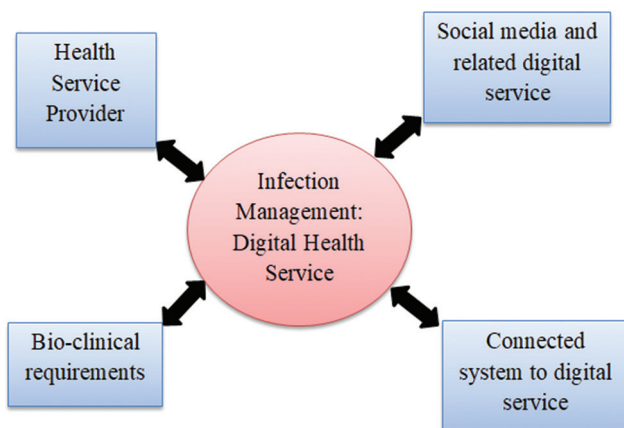 Health
Service
Provider
Social media and
related digital
service
Infection
Management:
Digital Health
Service
Bio-clinical
requirements
Connected
system to digital
service